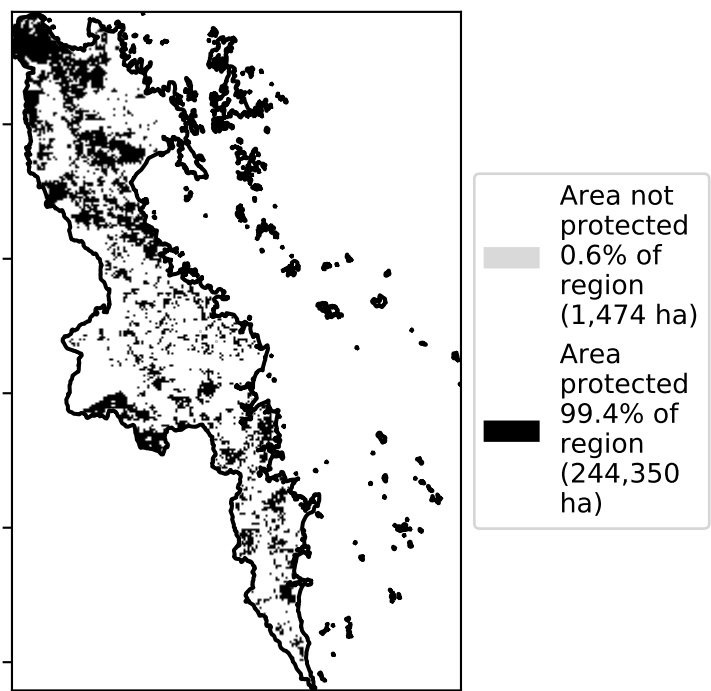 Area not
protected
0.6% of
region
(1,474 ha)
Area
protected
99.4% of
region
(244,350
ha)